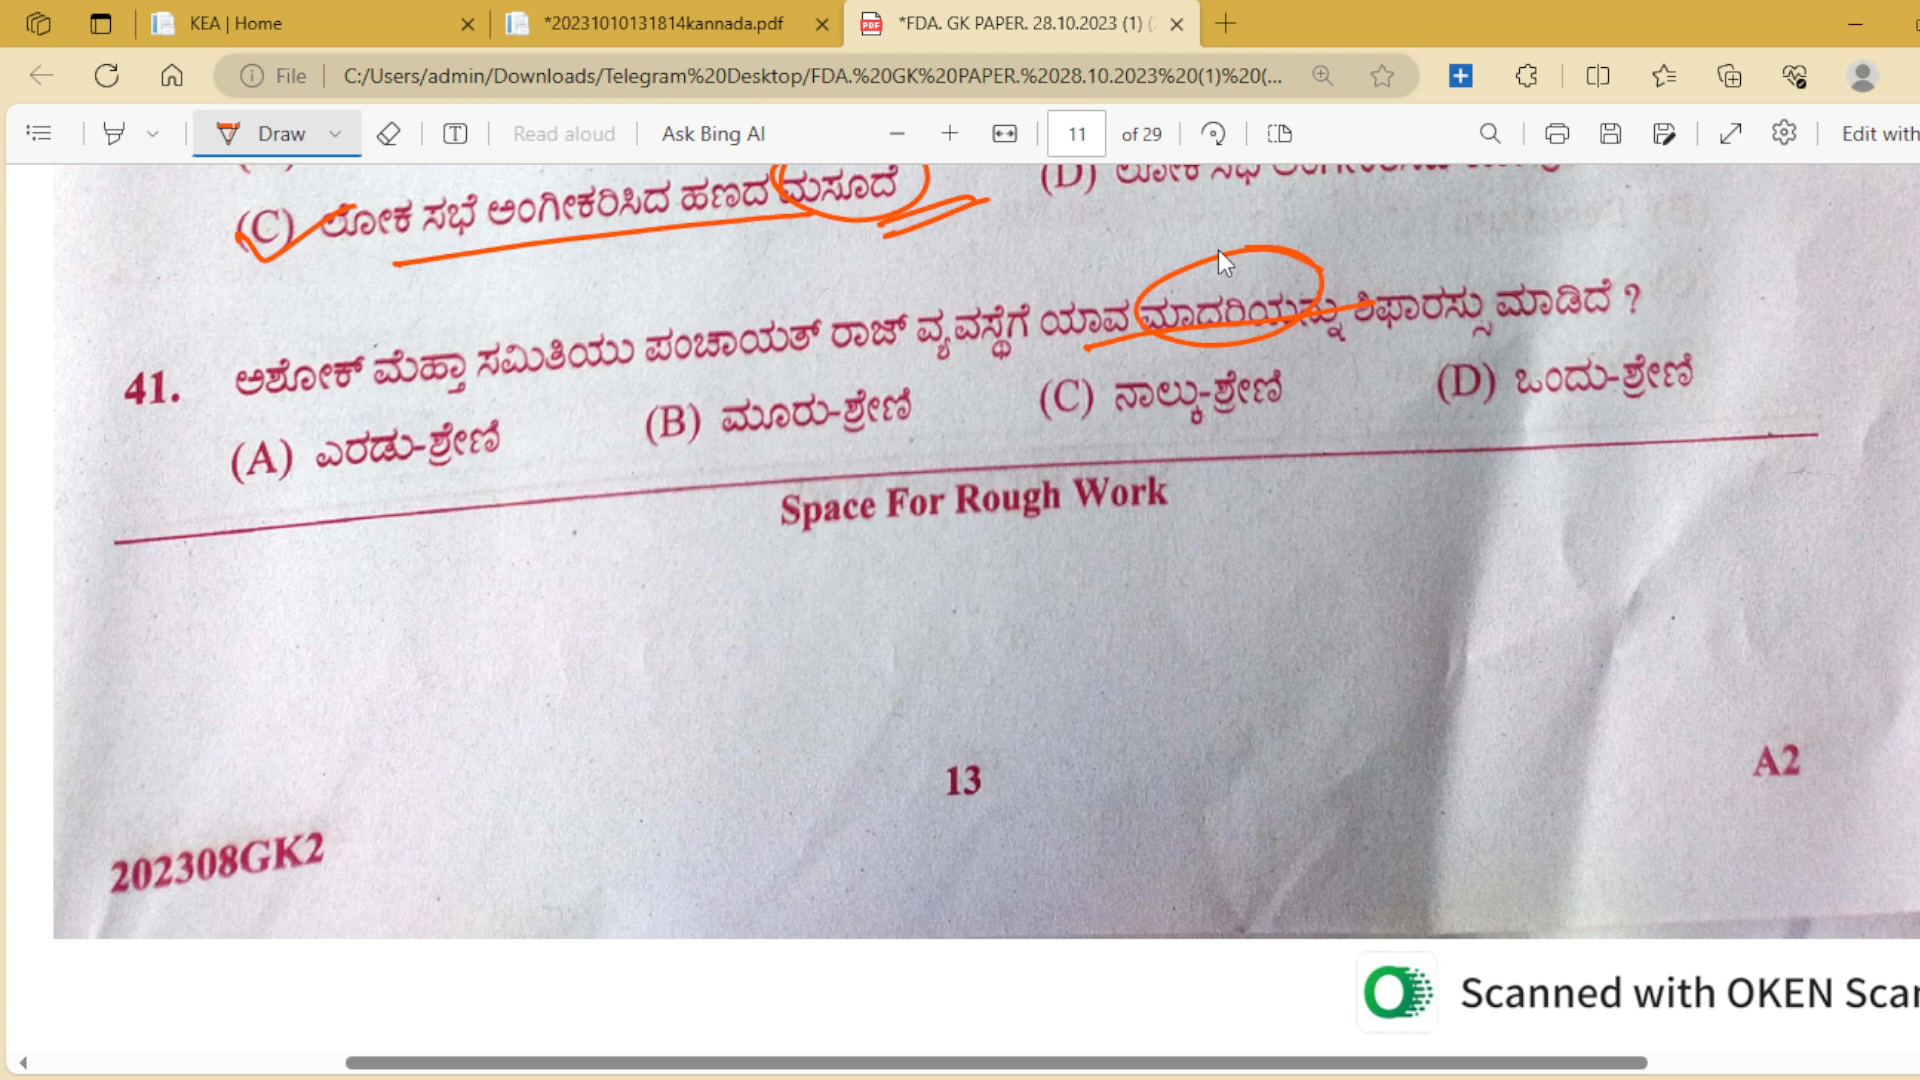 KEA | Home
*20231010131814kannada.pdf
*FDA. GK PAPER. 28.10.2023 (1) (
File
C:/Users/admin/Downloads/Telegram%20Desktop/FDA.%20GK%20PAPER.%2028.10.2023%20(1)%20(...
Draw
Read aloud
Ask Bing AI
11
of 29
Edit with
(C) ಲೋಕ ಸಭೆ ಅಂಗೀಕರಿಸಿದ ಹಣದ ಮಸೂದೆ
(D)
41. ಅಶೋಕ್ ಮೆಹ್ತಾ ಸಮಿತಿಯು ಪಂಚಾಯತ್ ರಾಜ್ ವ್ಯವಸ್ಥೆಗೆ ಯಾವ ಮಾದರಿಯನ್ನು ಶಿಫಾರಸ್ಸು ಮಾಡಿದೆ ?
(A) ಎರಡು-ಶ್ರೇಣಿ (B) ಮೂರು-ಶ್ರೇಣಿ (C) ನಾಲ್ಕು-ಶ್ರೇಣಿ (D) ಒಂದು-ಶ್ರೇಣಿ
Space For Rough Work
13
A2
202308GK2
Scanned with OKEN Scan